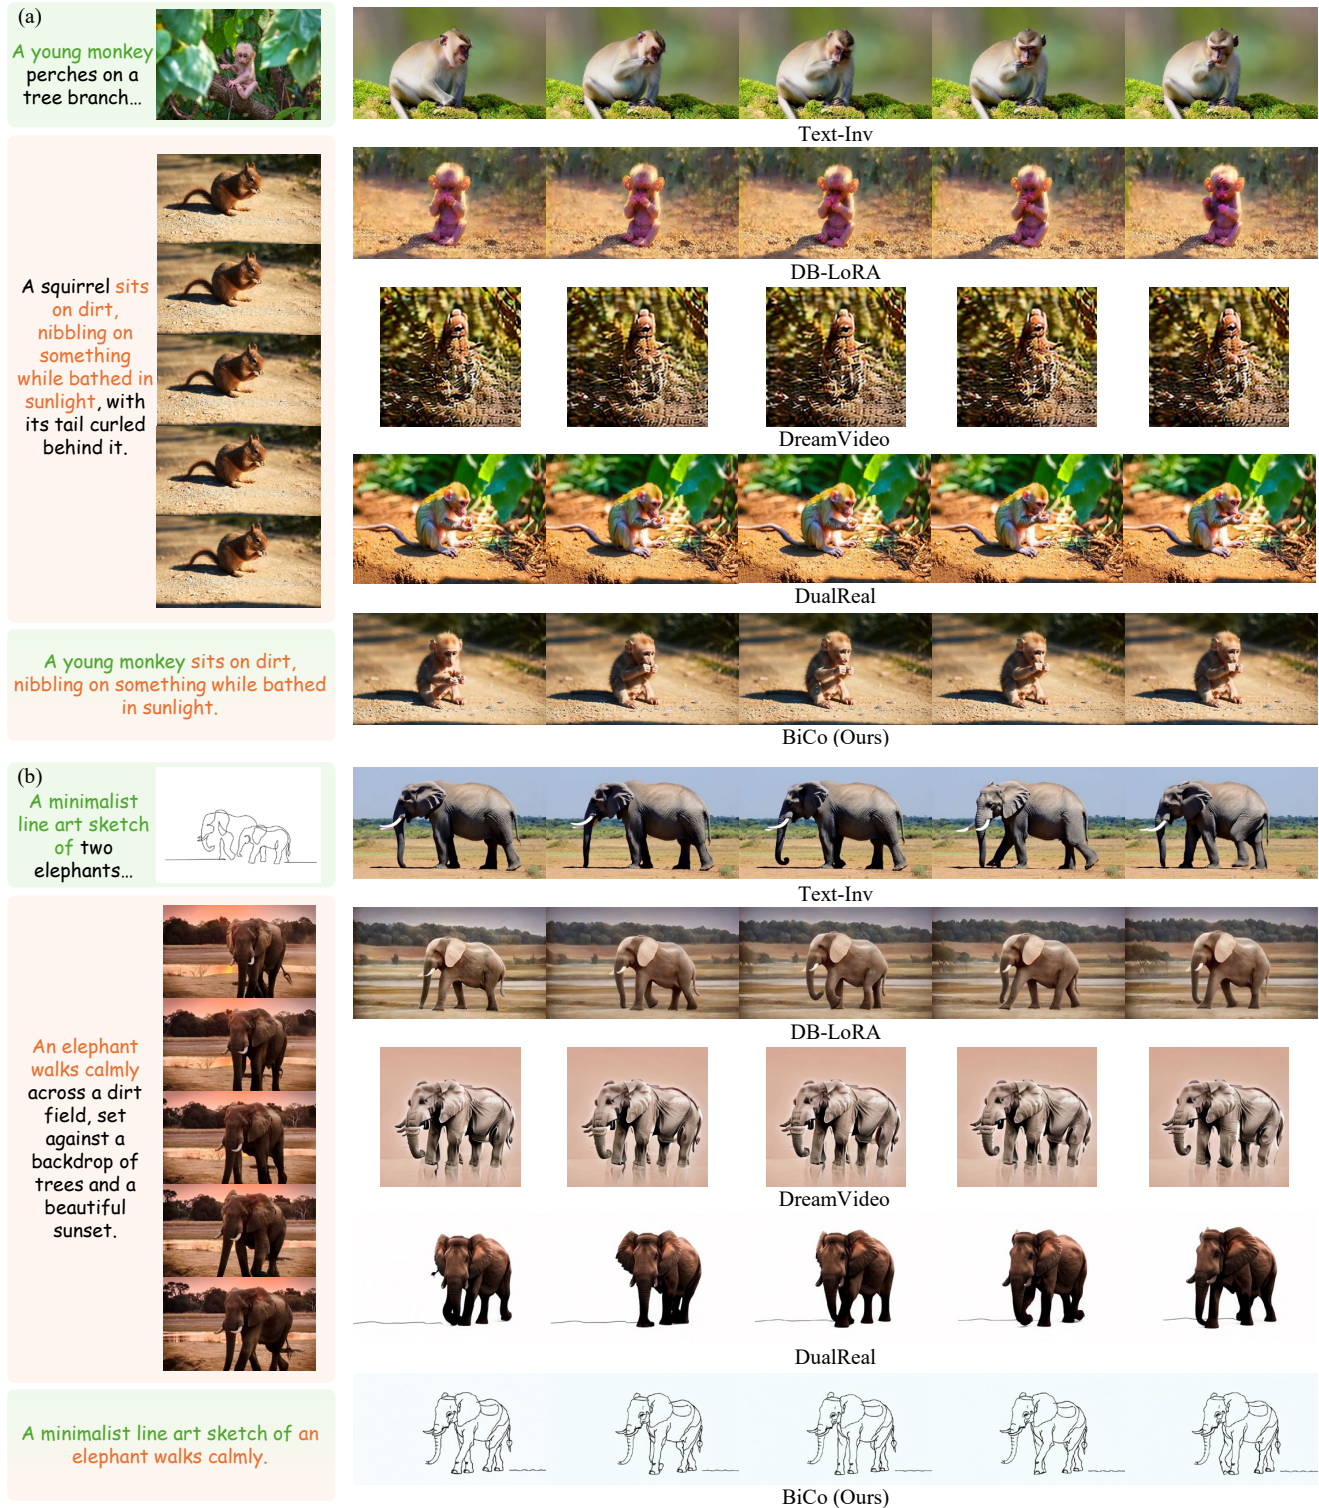 (a)
A young monkey
perches on a
tree branch...
A squirrel sits
on dirt,
nibbling on
something
while bathed in
sunlight, with
its tail curled
behind it.
A young monkey sits on dirt,
nibbling on something while bathed
in sunlight.
Text-Inv
DB-LoRA
DreamVideo
DualReal
BiCo (Ours)
(b)
A minimalist
line art sketch
of two
elephants...
An elephant
walks calmly
across a dirt
field, set
against a
backdrop of
trees and a
beautiful
sunset.
A minimalist line art sketch of an
elephant walks calmly.
Text-Inv
DB-LoRA
DreamVideo
DualReal
BiCo (Ours)